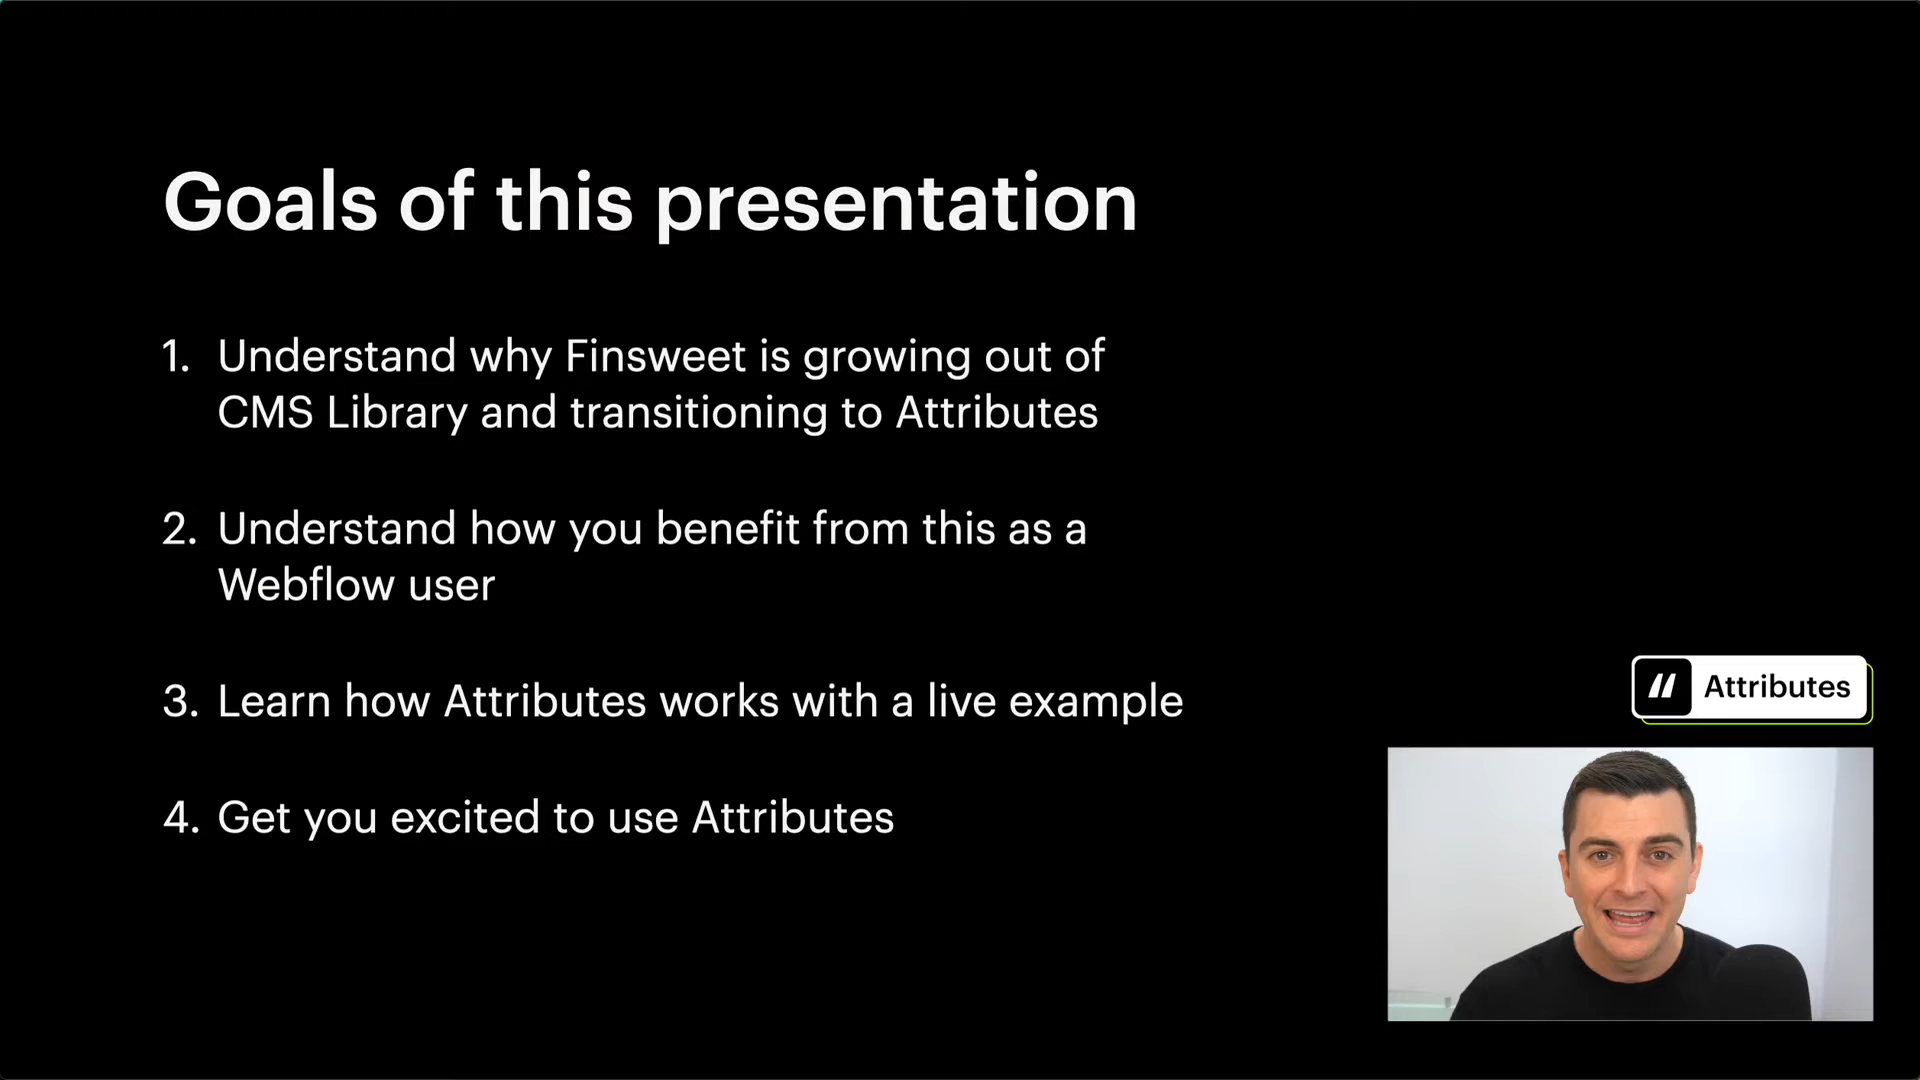 Goals of this presentation
1. Understand why Finsweet is growing out of
CMS Library and transitioning to Attributes
2. Understand how you benefit from this as a
Webflow user
3. Learn how Attributes works with a live example
4. Get you excited to use Attributes
Attributes